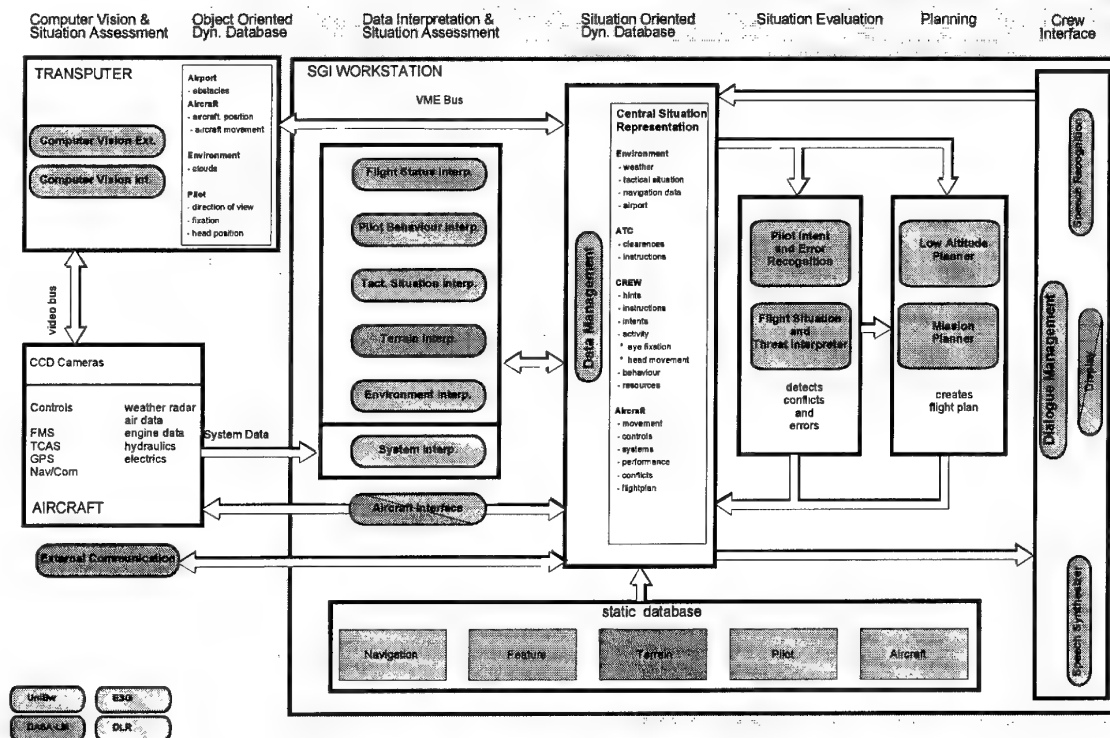 Computer Vision &
Situation Assessment
Object Oriented
Dyn. Database
Data Interpretation &
Situation Assessment
Situation Oriented
Dyn. Database
Situation Evaluation
Planning
Crew
Interface
TRANSPUTER
Computer Vision Ext.
Computer Vision Int.
Airport
- obstacles
Aircraft
- aircraft. position
- aircraft movement
Environment
- clouds
Pilot
- direction of view
- fixation
- head position
SGI WORKSTATION
VME Bus
Flight Status Interp.
Pilot Behaviour Interp.
Tact. Situation Interp.
Terrain Interp.
Environment Interp.
System Interp.
Aircraft Interface
Data Management
Central Situation
Representation
Environment
- weather
- tactical situation
- navigation data
- airport
ATC
- clearences
- instructions
CREW
- hints
- instructions
- intents
- activity
* eye fixation
* head movement
- behaviour
- resources
Aircraft
- movement
- controls
- systems
- performance
- conflicts
- flightplan
Pilot Intent
and Error
Recognition
Flight Situation
and
Threat Interpreter
detects
conflicts
and
errors
Low Altitude
Planner
Mission
Planner
creates
flight plan
Speech Recognition
Dialogue Management
Display
Speech Synthesizer
video bus
CCD Cameras
Controls
FMS
TCAS
GPS
Nav/Com
weather radar
air data
engine data
hydraulics
electrics
AIRCRAFT
System Data
External Communication
static database
Navigation
Feature
Terrain
Pilot
Aircraft
UniBw
ESG
DASA-LM
DLR